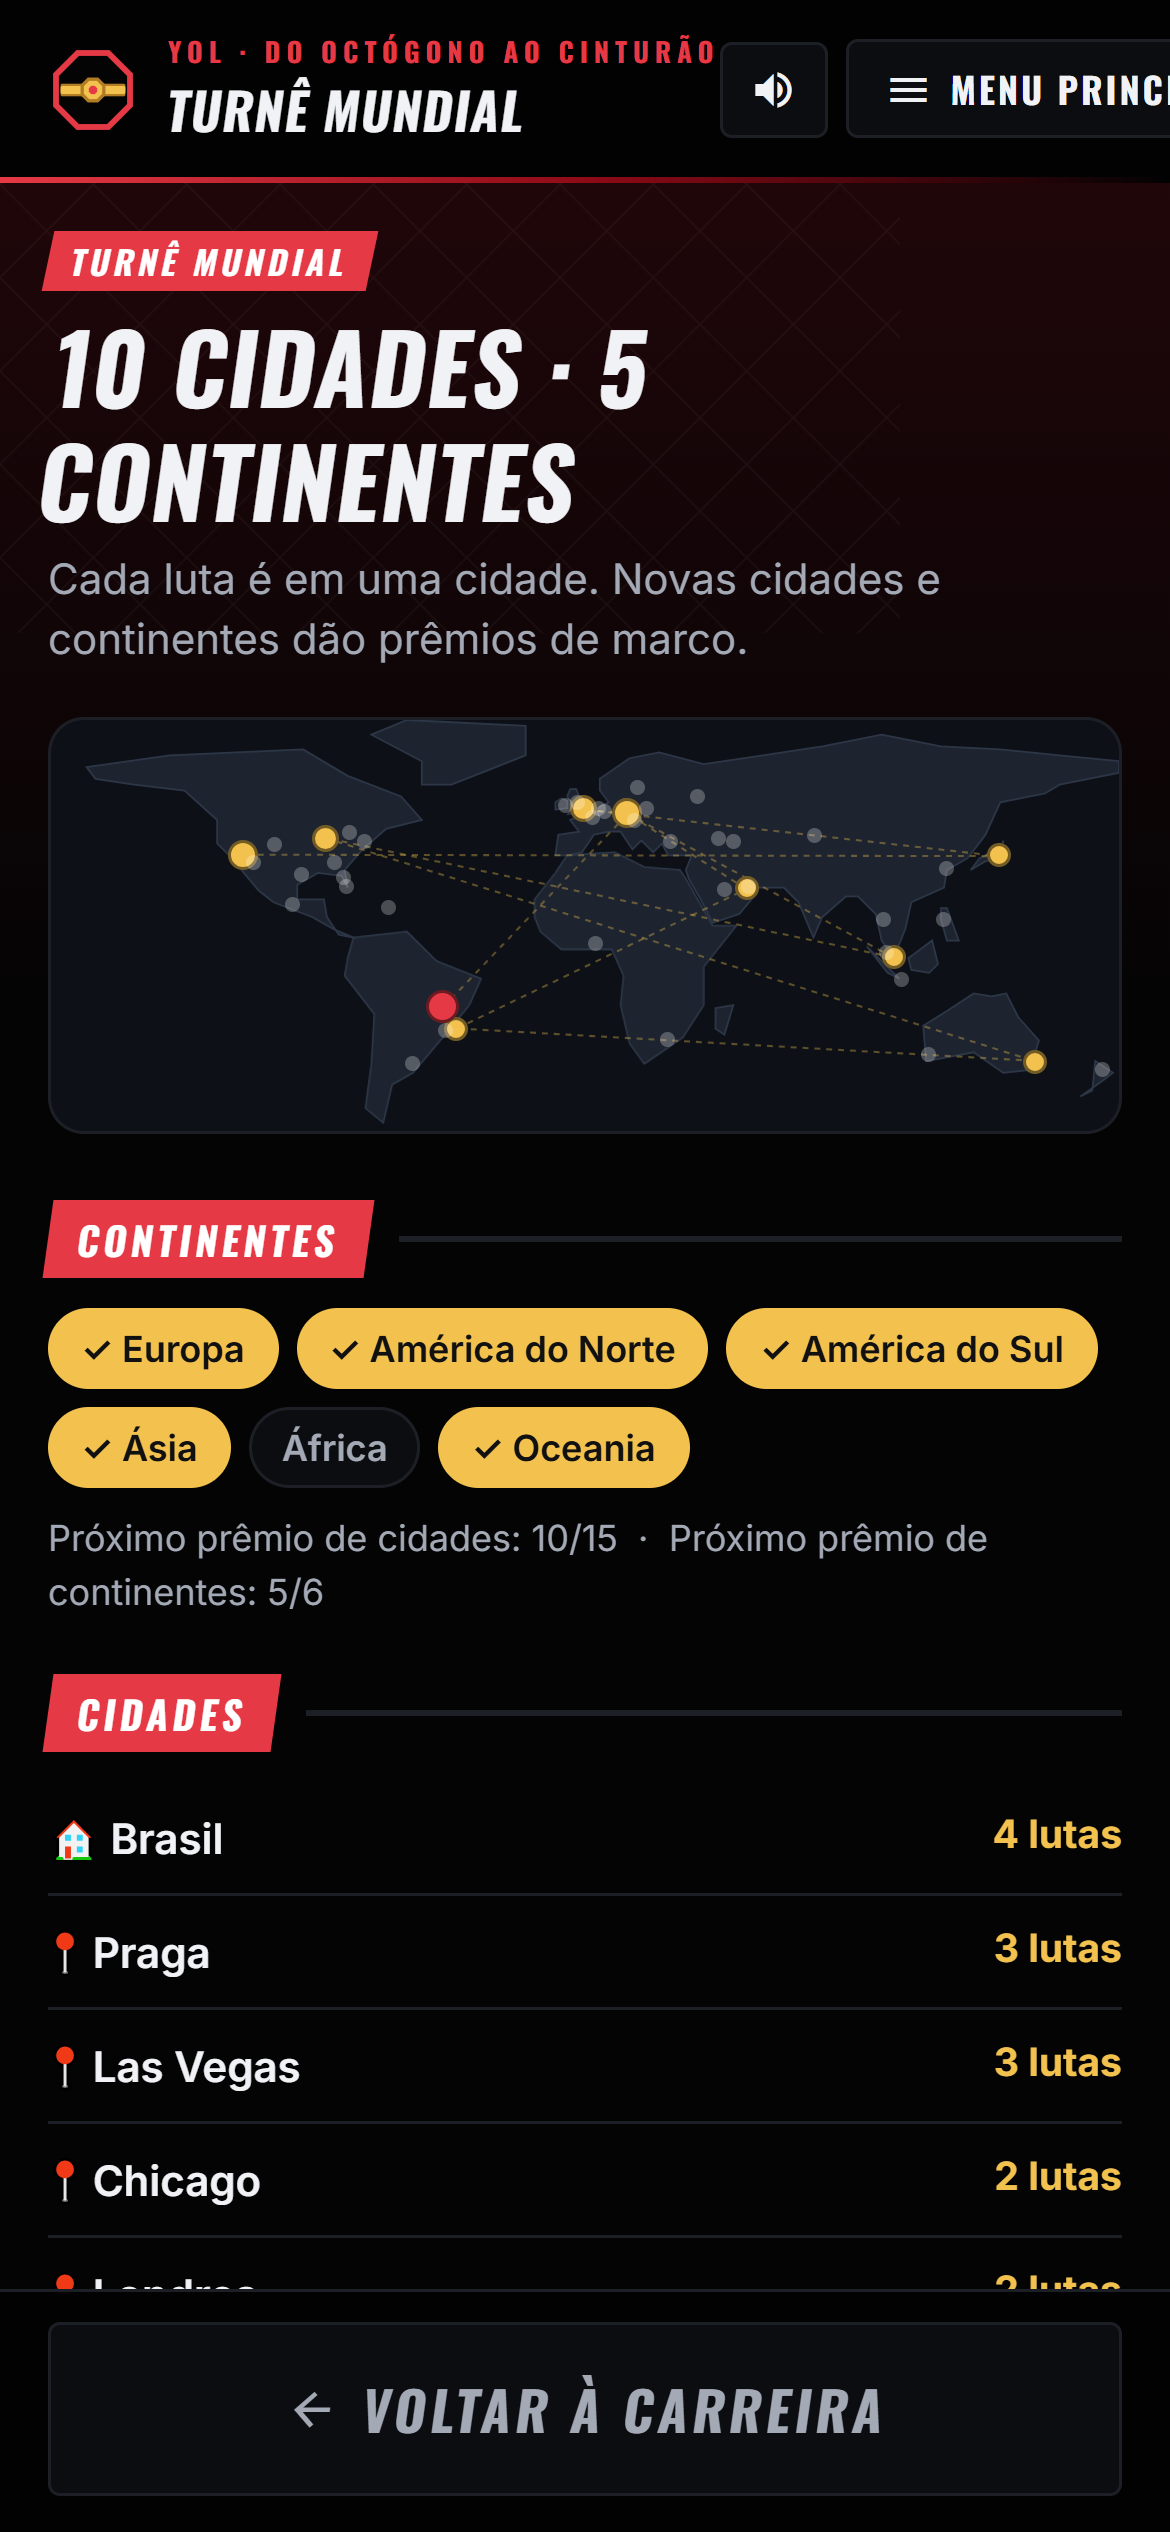 YOL · DO OCTÓGONO AO CINTURÃO
TURNÊ MUNDIAL
MENU PRINC
TURNÊ MUNDIAL
10 CIDADES · 5
CONTINENTES
Cada luta é em uma cidade. Novas cidades e
continentes dão prêmios de marco.
CONTINENTES
✓ Europa
✓ América do Norte
✓ América do Sul
✓ Ásia
África
✓ Oceania
Próximo prêmio de cidades: 10/15 · Próximo prêmio de
continentes: 5/6
CIDADES
Brasil 4 lutas
Praga 3 lutas
Las Vegas 3 lutas
Chicago 2 lutas
Londres 2 lutas
← VOLTAR À CARREIRA